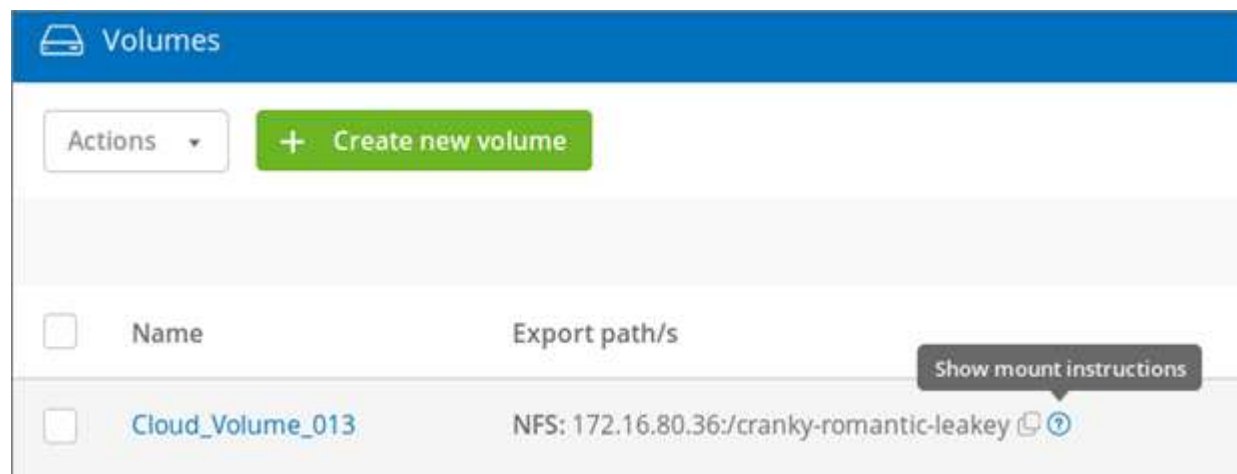 Volumes
Actions
+ Create new volume
Name Export path/s
Show mount instructions
Cloud_Volume_013 NFS: 172.16.80.36:/cranky-romantic-leakey